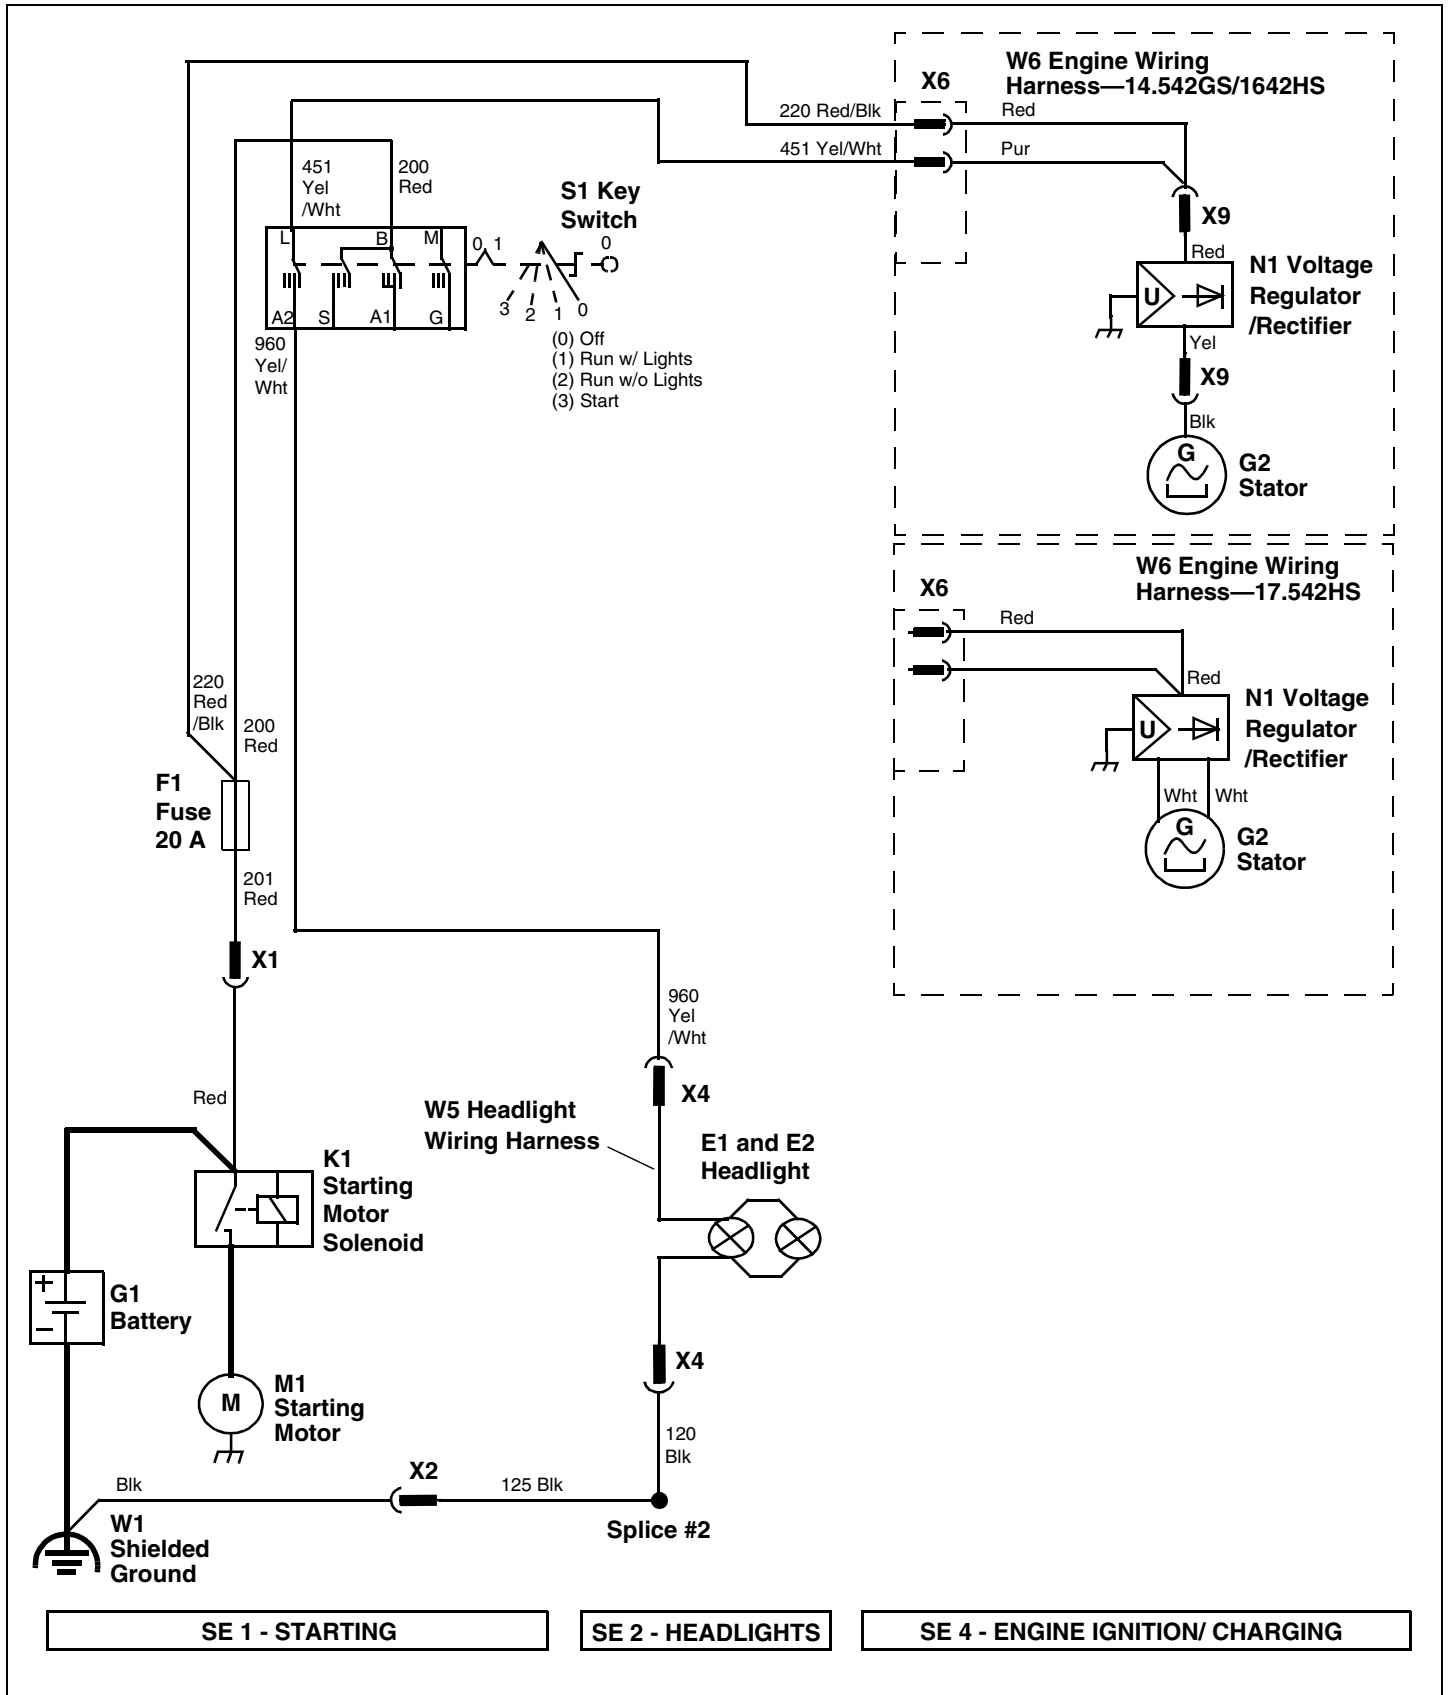 W6 Engine Wiring
Harness—14.542GS/1642HS
X6
220 Red/Blk
Red
451 Yel/Wht
Pur
451
Yel
/Wht
200
Red
S1 Key
Switch
X9
L
B
M
0
1
0
Red
N1 Voltage
Regulator
/Rectifier
U
A2
S
A1
G
3
2
1
0
960
Yel/
Wht
(0) Off
(1) Run w/ Lights
(2) Run w/o Lights
(3) Start
Yel
X9
Blk
G
G2
Stator
W6 Engine Wiring
Harness—17.542HS
X6
Red
Red
N1 Voltage
Regulator
/Rectifier
U
Wht
Wht
G
G2
Stator
220
Red
/Blk
200
Red
F1
Fuse
20 A
201
Red
X1
960
Yel
/Wht
X4
Red
W5 Headlight
Wiring Harness
E1 and E2
Headlight
K1
Starting
Motor
Solenoid
+
−
G1
Battery
X4
M
M1
Starting
Motor
120
Blk
Blk
X2
125 Blk
Splice #2
W1
Shielded
Ground
SE 1 - STARTING
SE 2 - HEADLIGHTS
SE 4 - ENGINE IGNITION/ CHARGING